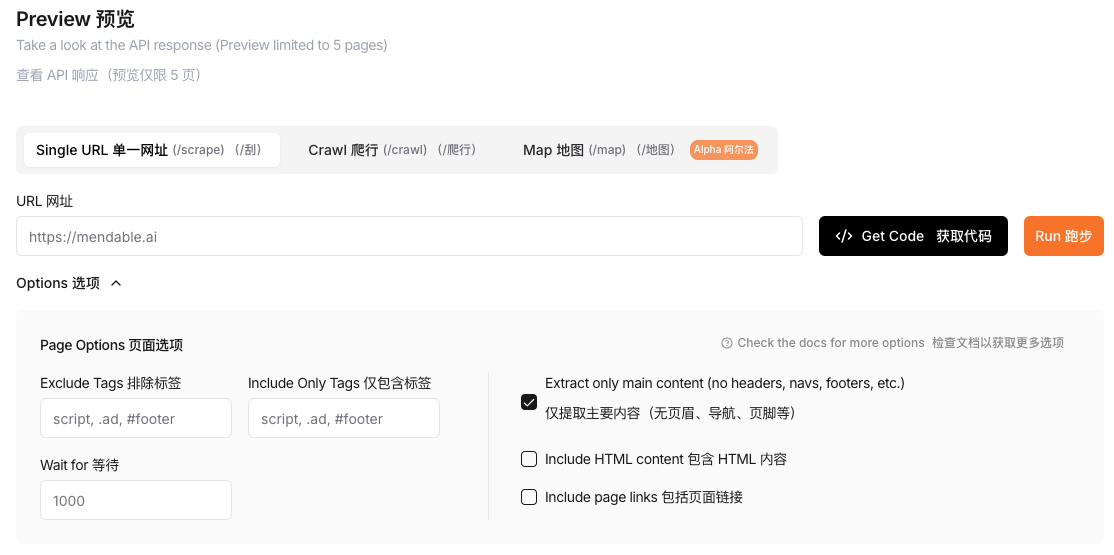 Preview 预览
Take a look at the API response (Preview limited to 5 pages)
查看 API 响应（预览仅限 5 页）
Single URL 单一网址 (/scrape) （/刮）
Crawl 爬行 (/crawl) （/爬行）
Map 地图 (/map) （/地图） Alpha 阿尔法
URL 网址
https://mendable.ai
Get Code 获取代码
Run 跑步
Options 选项
Page Options 页面选项
Check the docs for more options 检查文档以获取更多选项
Exclude Tags 排除标签
script, .ad, #footer
Include Only Tags 仅包含标签
script, .ad, #footer
Wait for 等待
1000
Extract only main content (no headers, navs, footers, etc.)
仅提取主要内容（无页眉、导航、页脚等）
Include HTML content 包含 HTML 内容
Include page links 包括页面链接